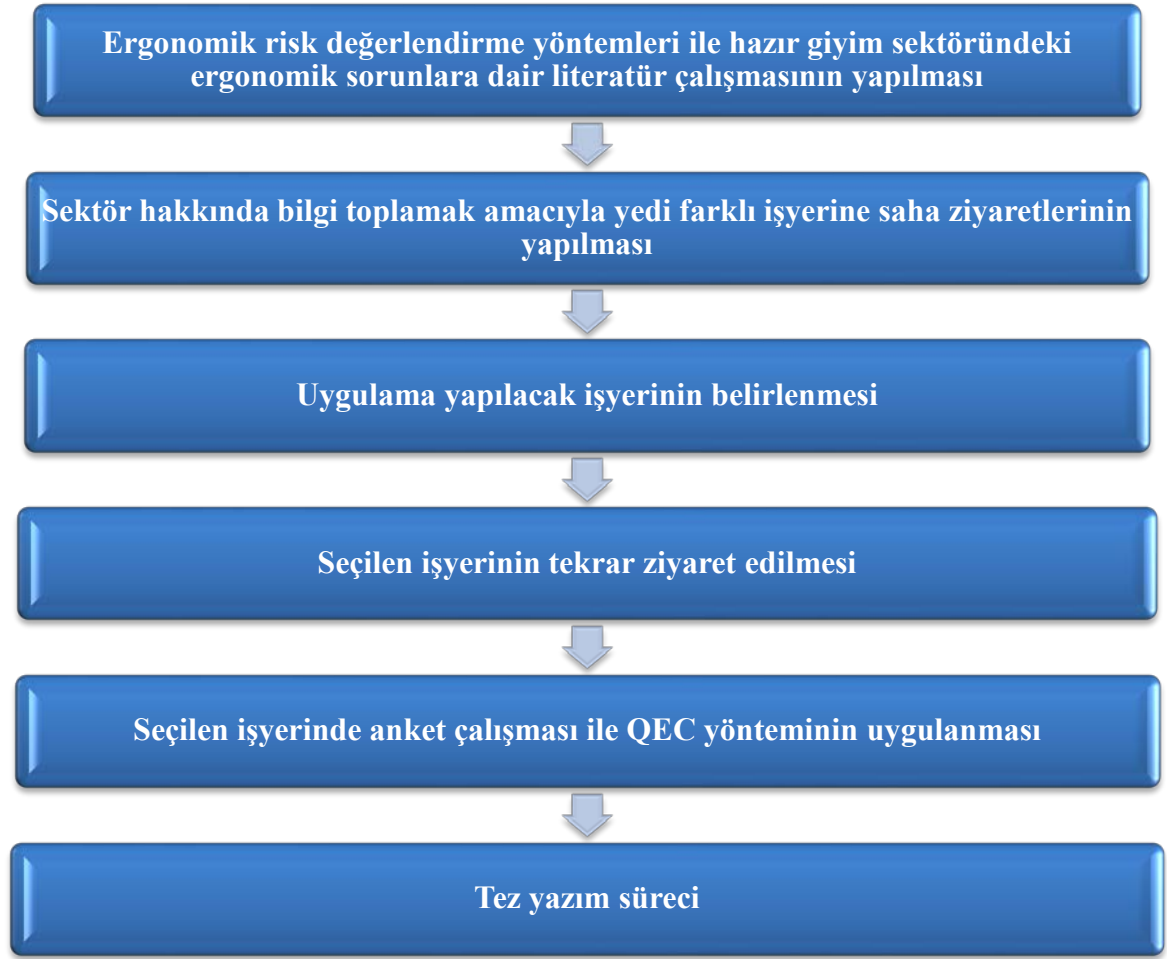 Ergonomik risk değerlendirme yöntemleri ile hazır giyim sektöründeki
ergonomik sorunlara dair literatür çalışmasının yapılması
Sektör hakkında bilgi toplamak amacıyla yedi farklı işyerine saha ziyaretlerinin
yapılması
Uygulama yapılacak işyerinin belirlenmesi
Seçilen işyerinin tekrar ziyaret edilmesi
Seçilen işyerinde anket çalışması ile QEC yönteminin uygulanması
Tez yazım süreci